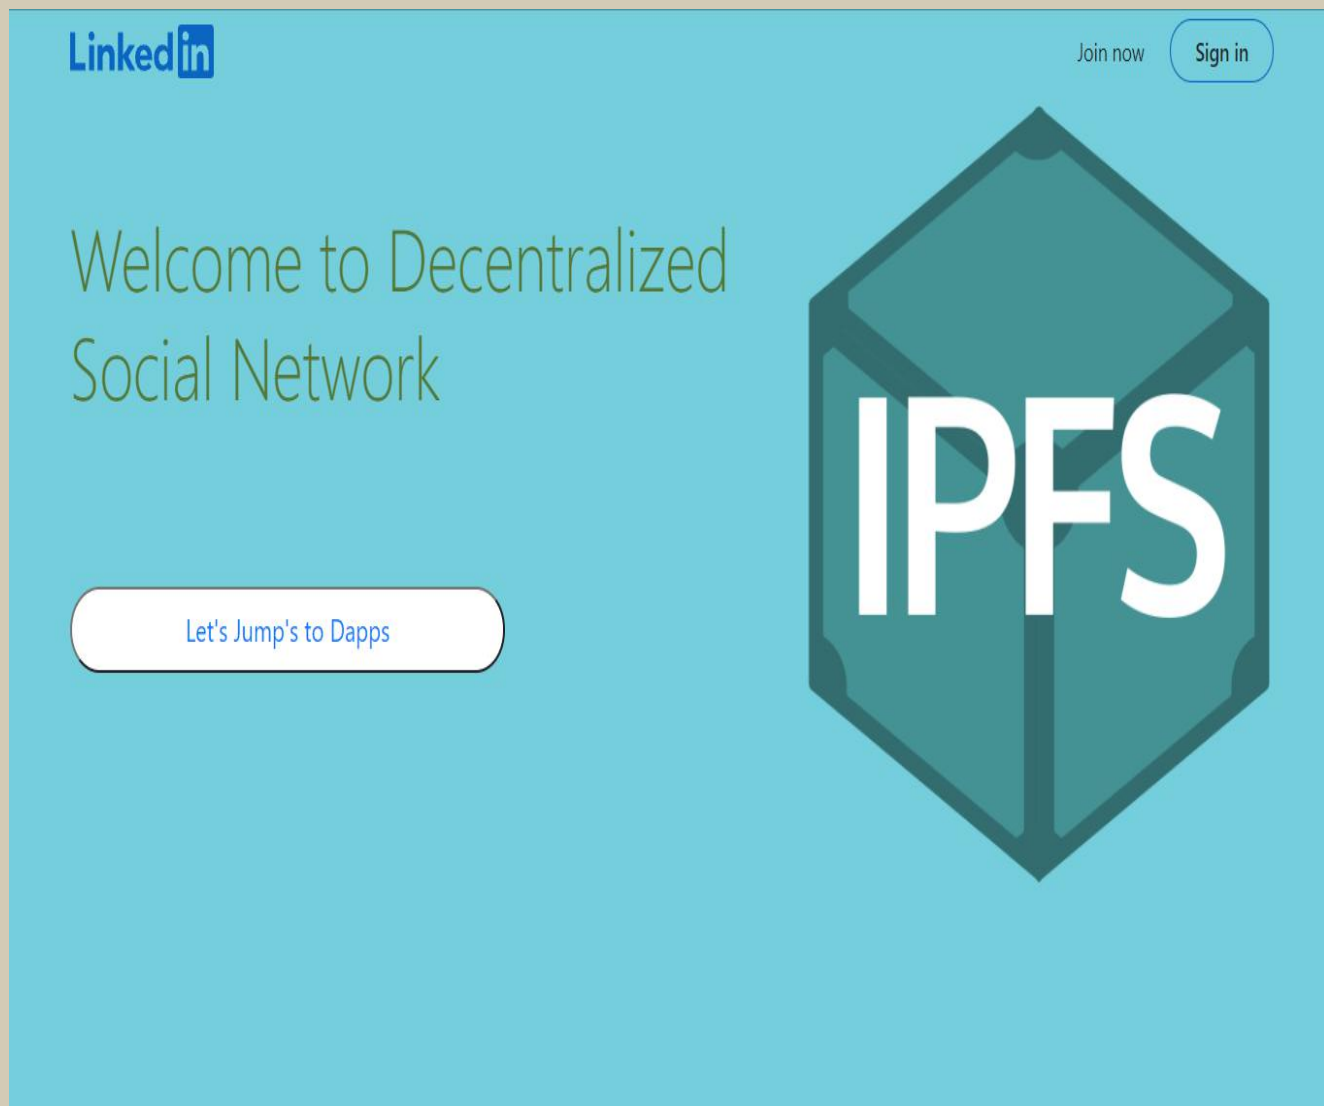 Linkedin
Join now
Sign in
Welcome to Decentralized
Social Network
IPFS
Let's Jump's to Dapps